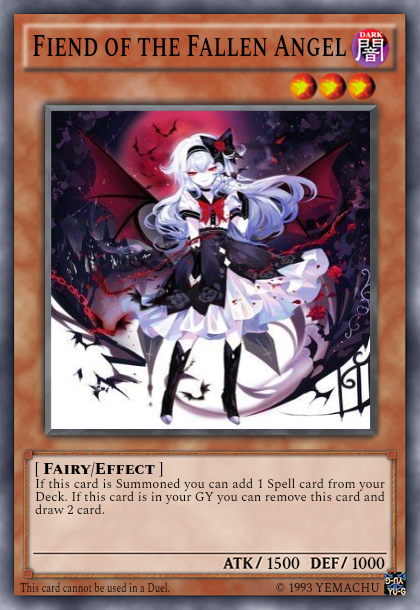 Fiend of the Fallen Angel
DARK
闇
[ Fairy/Effect ]
If this card is Summoned you can add 1 Spell card from your
Deck. If this card is in your GY you can remove this card and
draw 2 card.
ATK / 1500 DEF / 1000
This card cannot be used in a Duel.
© 1993 YEMACHU